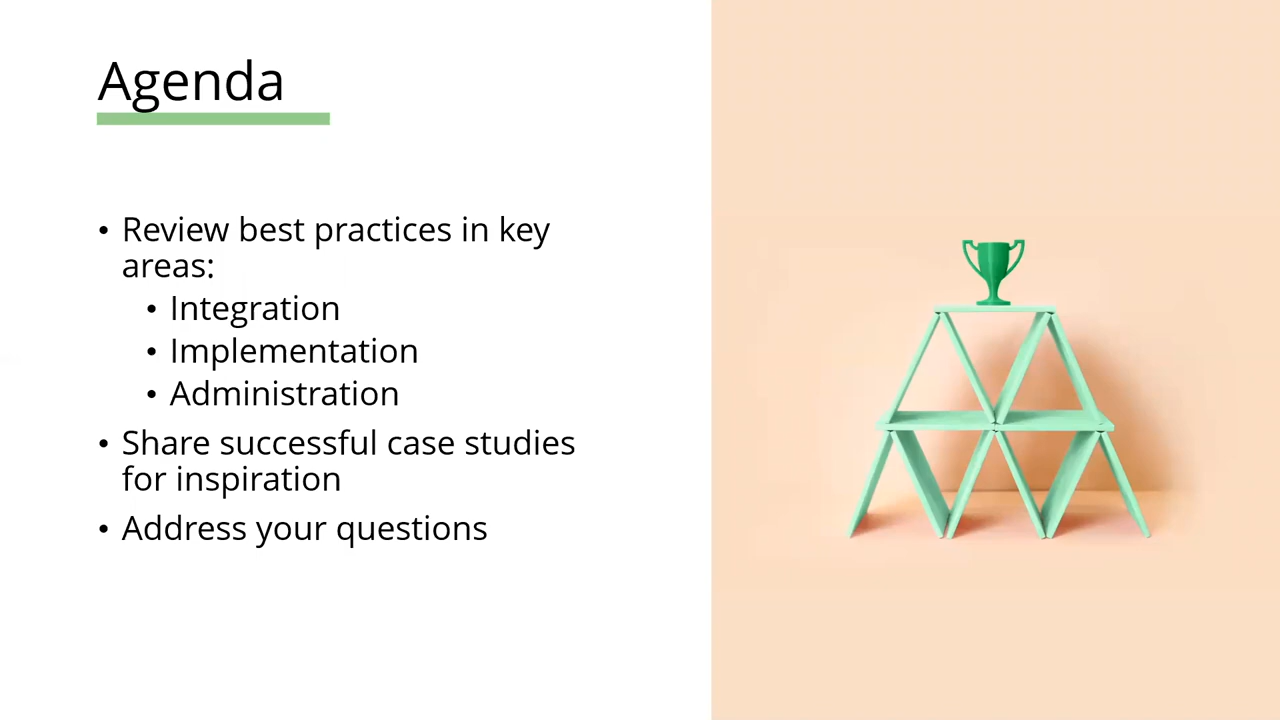 Agenda
• Review best practices in key
areas:
• Integration
• Implementation
• Administration
• Share successful case studies
for inspiration
• Address your questions